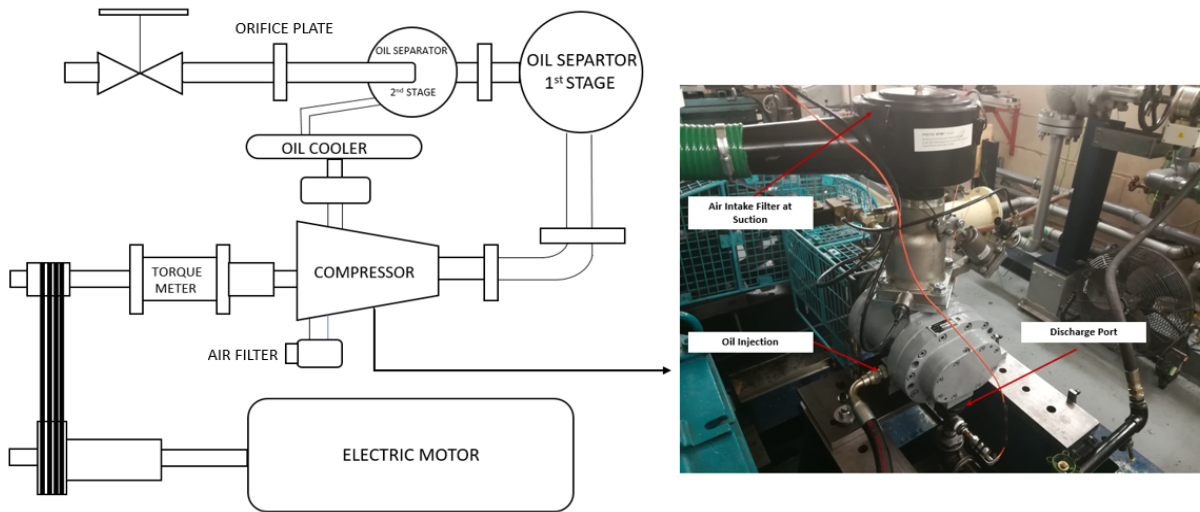 ORIFICE PLATE
OIL SEPARATOR
2nd STAGE
OIL SEPARTOR
1st STAGE
OIL COOLER
TORQUE
METER
COMPRESSOR
AIR FILTER
ELECTRIC MOTOR
Air Intake Filter at
Suction
Oil Injection
Discharge Port